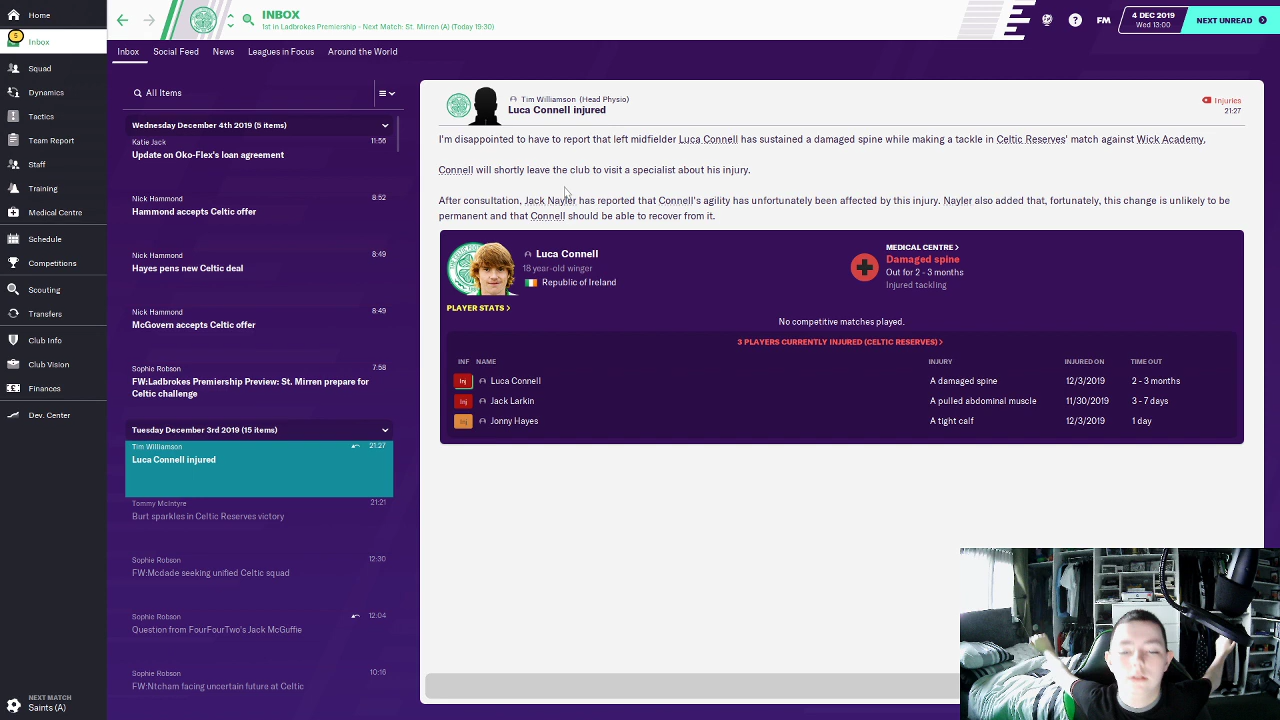 INBOX
1st in Ladbrokes Premiership - Next Match: St. Mirren (A) (Today 19:30)
?
FM
4 DEC 2019
Wed 13:00
NEXT UNREAD
5
Inbox
Squad
Dynamics
Tactics
Team Report
Staff
Training
Medical Centre
Schedule
Competitions
Scouting
Transfers
Club Info
Club Vision
Finances
Dev. Center
NEXT MATCH
Saints (A)
Inbox Social Feed News Leagues in Focus Around the World
All Items
Wednesday December 4th 2019 (5 items)
Katie Jack 11:56
Update on Oko-Flex's loan agreement
Nick Hammond 8:52
Hammond accepts Celtic offer
Nick Hammond 8:49
Hayes pens new Celtic deal
Nick Hammond 8:49
McGovern accepts Celtic offer
Sophie Robson 7:58
FW:Ladbrokes Premiership Preview: St. Mirren prepare for
Celtic challenge
Tuesday December 3rd 2019 (15 items)
Tim Williamson 21:27
Luca Connell injured
Tommy McIntyre 21:21
Burt sparkles in Celtic Reserves victory
Sophie Robson 12:30
FW:Mcdade seeking unified Celtic squad
Sophie Robson 12:04
Question from FourFourTwo's Jack McGuffie
Sophie Robson 10:16
FW:Ntcham facing uncertain future at Celtic
Tim Williamson (Head Physio)
Luca Connell injured
Injuries
21:27
I'm disappointed to have to report that left midfielder Luca Connell has sustained a damaged spine while making a tackle in Celtic Reserves' match against Wick Academy.
Connell will shortly leave the club to visit a specialist about his injury.
After consultation, Jack Nayler has reported that Connell's agility has unfortunately been affected by this injury. Nayler also added that, fortunately, this change is unlikely to be
permanent and that Connell should be able to recover from it.
Luca Connell
18 year-old winger
Republic of Ireland
MEDICAL CENTRE
Damaged spine
Out for 2 - 3 months
Injured tackling
PLAYER STATS
No competitive matches played.
3 PLAYERS CURRENTLY INJURED (CELTIC RESERVES)
INF NAME INJURY INJURED ON TIME OUT
Inj Luca Connell A damaged spine 12/3/2019 2 - 3 months
Inj Jack Larkin A pulled abdominal muscle 11/30/2019 3 - 7 days
Inj Jonny Hayes A tight calf 12/3/2019 1 day